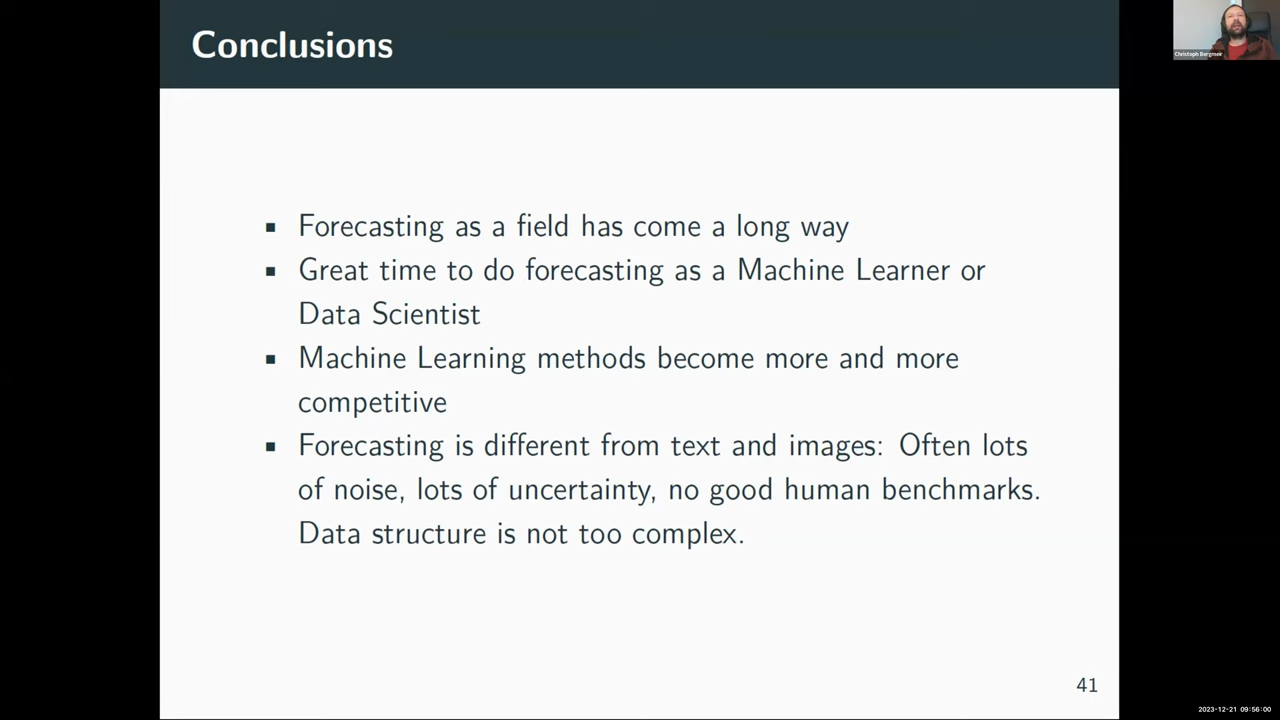 Conclusions
Christoph Bergmeir
▪ Forecasting as a field has come a long way
▪ Great time to do forecasting as a Machine Learner or
Data Scientist
▪ Machine Learning methods become more and more
competitive
▪ Forecasting is different from text and images: Often lots
of noise, lots of uncertainty, no good human benchmarks.
Data structure is not too complex.
41
2023-12-21 09:56:00